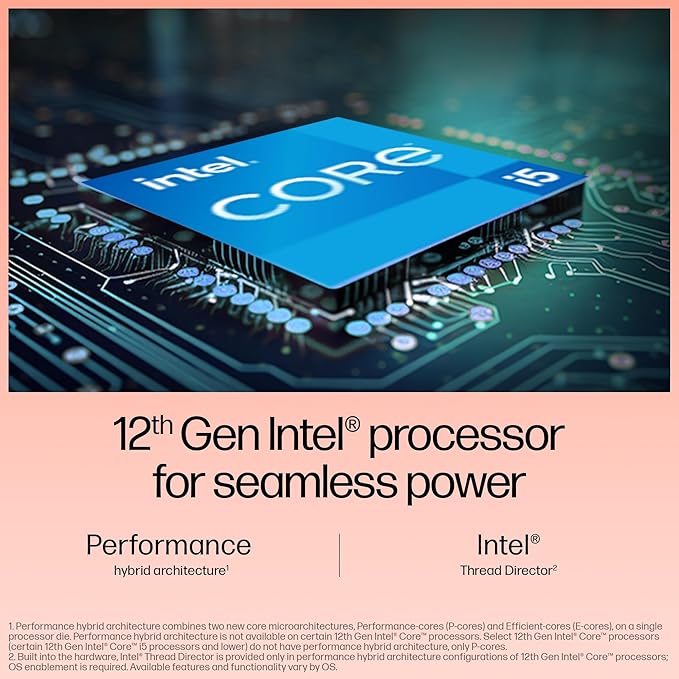 intel.
CORE™
i5
12th Gen Intel® processor
for seamless power
Performance
hybrid architecture1
Intel®
Thread Director2
1. Performance hybrid architecture combines two new core microarchitectures, Performance-cores (P-cores) and Efficient-cores (E-cores), on a single
processor die. Performance hybrid architecture is not available on certain 12th Gen Intel® Core™ processors. Select 12th Gen Intel® Core™ processors
(certain 12th Gen Intel® Core™ i5 processors and lower) do not have performance hybrid architecture, only P-cores.
2. Built into the hardware, Intel® Thread Director is provided only in performance hybrid architecture configurations of 12th Gen Intel® Core™ processors;
OS enablement is required. Available features and functionality vary by OS.